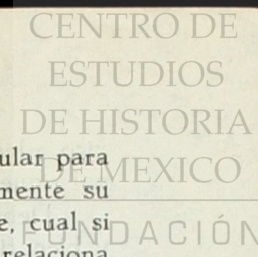 CENTRO DE
ESTUDIOS
DE HISTORIA
DE MEXICO
FUNDACIÓN
ular para
mente su
e, cual si
relaciona